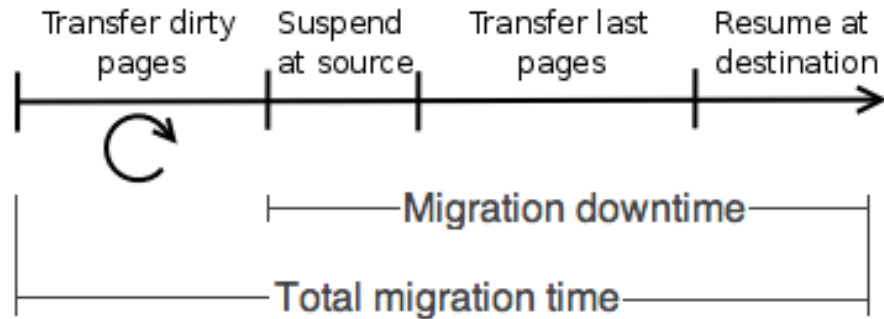 Transfer dirty
pages
Suspend
at source
Transfer last
pages
Resume at
destination
Migration downtime
Total migration time